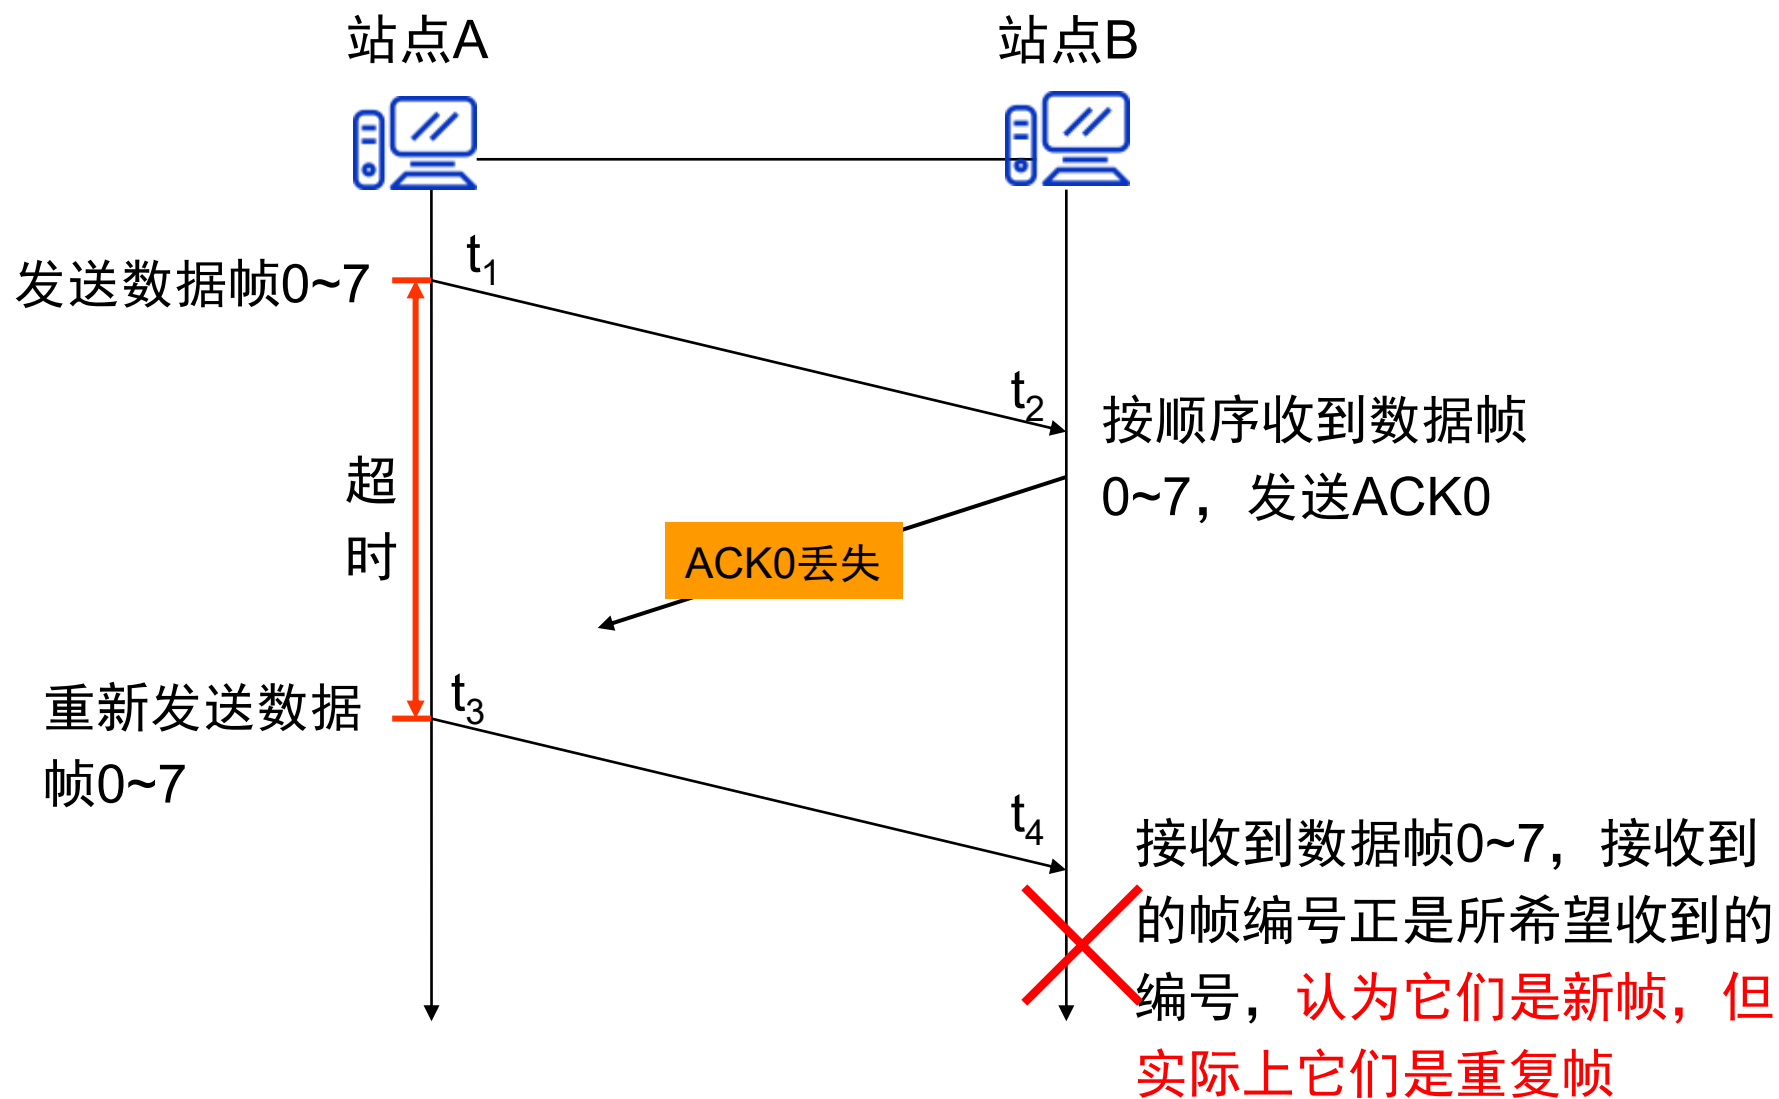 站点A
站点B
t1
发送数据帧0~7
t2
按顺序收到数据帧
0~7，发送ACK0
超
时
ACK0丢失
t3
重新发送数据
帧0~7
t4
接收到数据帧0~7，接收到
的帧编号正是所希望收到的
编号，认为它们是新帧，但
实际上它们是重复帧